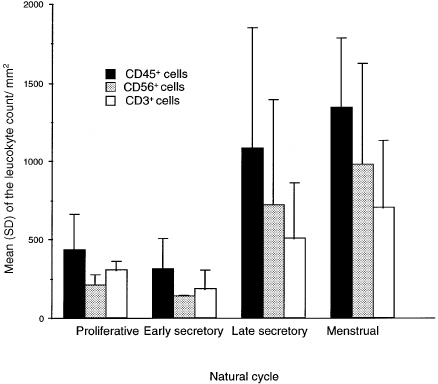 Mean (SD) of the leucokyte count/ mm²
2000
1500
1000
500
0
CD45⁺ cells
CD56⁺ cells
CD3⁺ cells
Proliferative Early secretory Late secretory Menstrual
Natural cycle